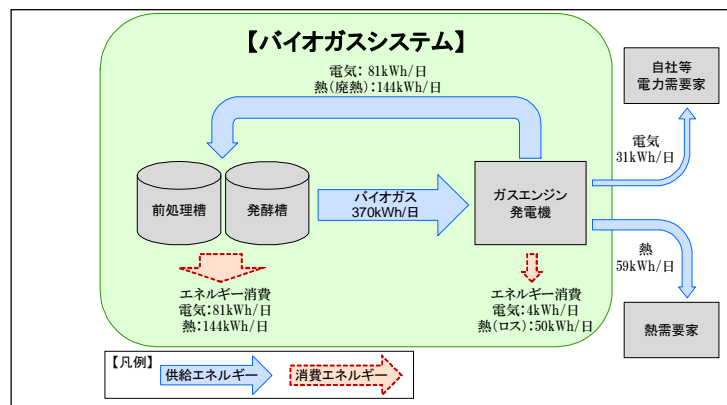 【バイオガスシステム】
電気: 81kWh/日
熱(廃熱):144kWh/日
自社等
電力需要家
電気
31kWh/日
前処理槽
発酵槽
バイオガス
370kWh/日
ガスエンジン
発電機
熱
59kWh/日
エネルギー消費
電気:81kWh/日
熱:144kWh/日
エネルギー消費
電気:4kWh/日
熱(ロス):50kWh/日
熱需要家
【凡例】
供給エネルギー
消費エネルギー